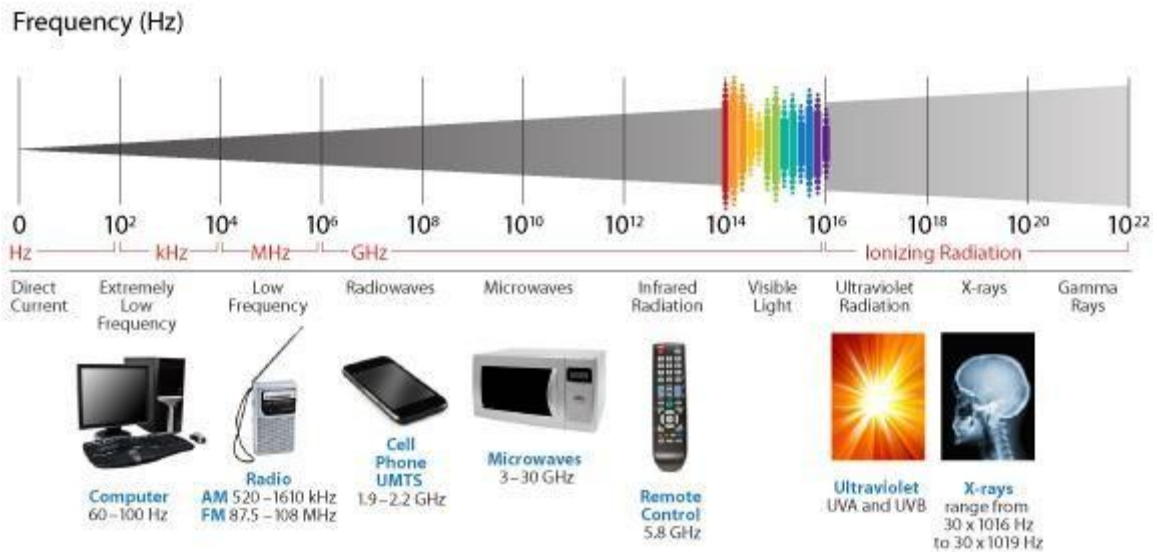 Frequency (Hz)
0 10² 10⁴ 10⁶ 10⁸ 10¹⁰ 10¹² 10¹⁴ 10¹⁶ 10¹⁸ 10²⁰ 10²²
Hz kHz MHz GHz Ionizing Radiation
Direct
Current
Extremely
Low
Frequency
Low
Frequency
Radiowaves
Microwaves
Infrared
Radiation
Visible
Light
Ultraviolet
Radiation
X-rays
Gamma
Rays
Computer
60–100 Hz
Radio
AM 520–1610 kHz
FM 87.5–108 MHz
Cell
Phone
UMTS
1.9–2.2 GHz
Microwaves
3–30 GHz
Remote
Control
5.8 GHz
Ultraviolet
UVA and UVB
X-rays
range from
30 x 1016 Hz
to 30 x 1019 Hz